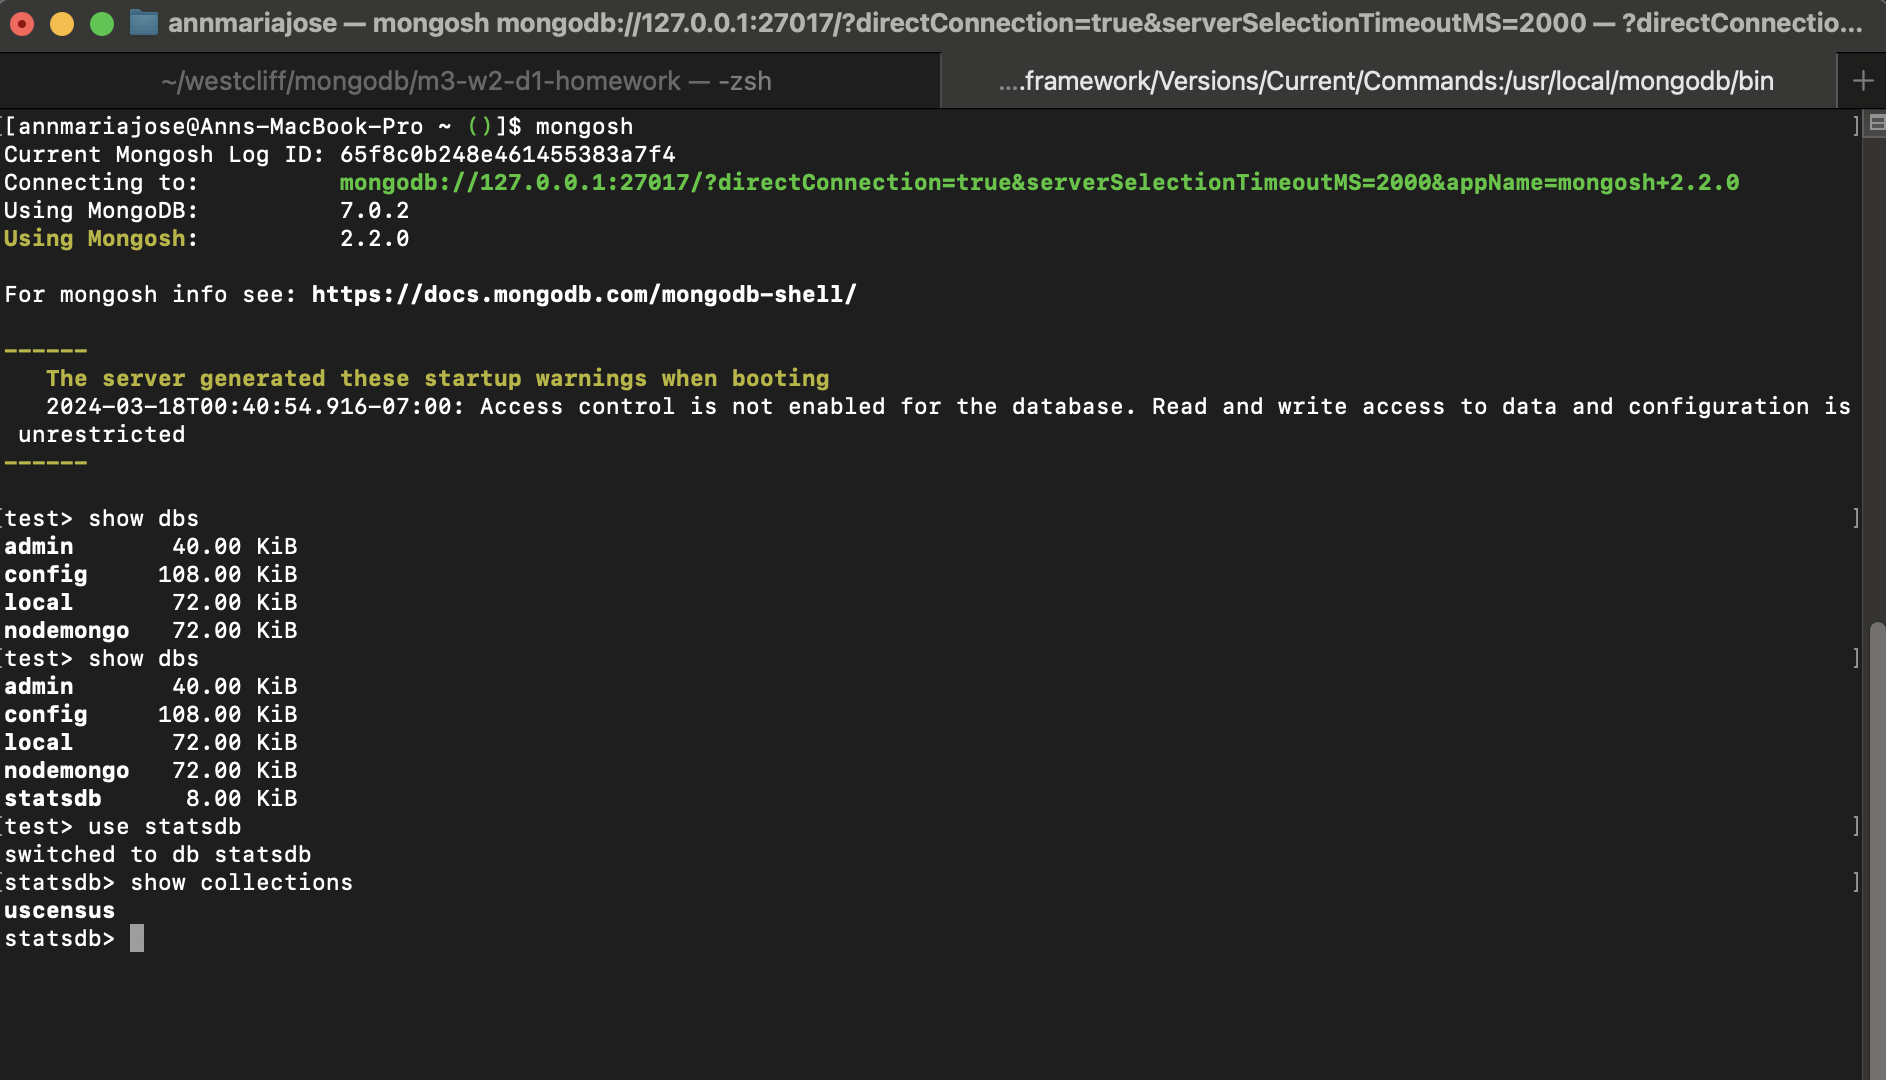 annmariajose — mongosh mongodb://127.0.0.1:27017/?directConnection=true&serverSelectionTimeoutMS=2000 — ?directConnectio...
~/westcliff/mongodb/m3-w2-d1-homework — -zsh
....framework/Versions/Current/Commands:/usr/local/mongodb/bin
[[annmariajose@Anns-MacBook-Pro ~ ()]$ mongosh ]
Current Mongosh Log ID: 65f8c0b248e461455383a7f4
Connecting to:          mongodb://127.0.0.1:27017/?directConnection=true&serverSelectionTimeoutMS=2000&appName=mongosh+2.2.0
Using MongoDB:          7.0.2
Using Mongosh:          2.2.0
For mongosh info see: https://docs.mongodb.com/mongodb-shell/
------
   The server generated these startup warnings when booting
   2024-03-18T00:40:54.916-07:00: Access control is not enabled for the database. Read and write access to data and configuration is
 unrestricted
------
[test> show dbs ]
admin       40.00 KiB
config     108.00 KiB
local       72.00 KiB
nodemongo   72.00 KiB
[test> show dbs ]
admin       40.00 KiB
config     108.00 KiB
local       72.00 KiB
nodemongo   72.00 KiB
statsdb      8.00 KiB
[test> use statsdb ]
switched to db statsdb
[statsdb> show collections ]
uscensus
statsdb>